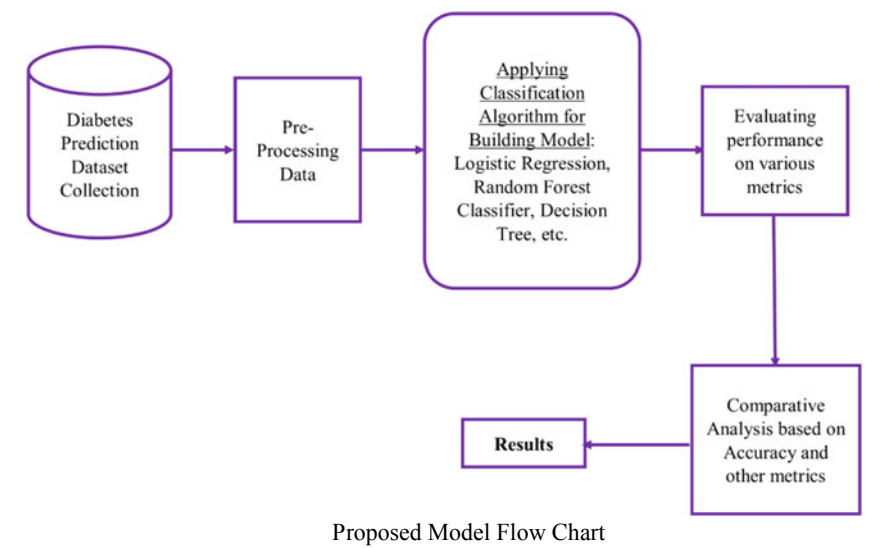 Diabetes
Prediction
Dataset
Collection
Pre-
Processing
Data
Applying
Classification
Algorithm for
Building Model:
Logistic Regression,
Random Forest
Classifier, Decision
Tree, etc.
Evaluating
performance
on various
metrics
Comparative
Analysis based on
Accuracy and
other metrics
Results
Proposed Model Flow Chart